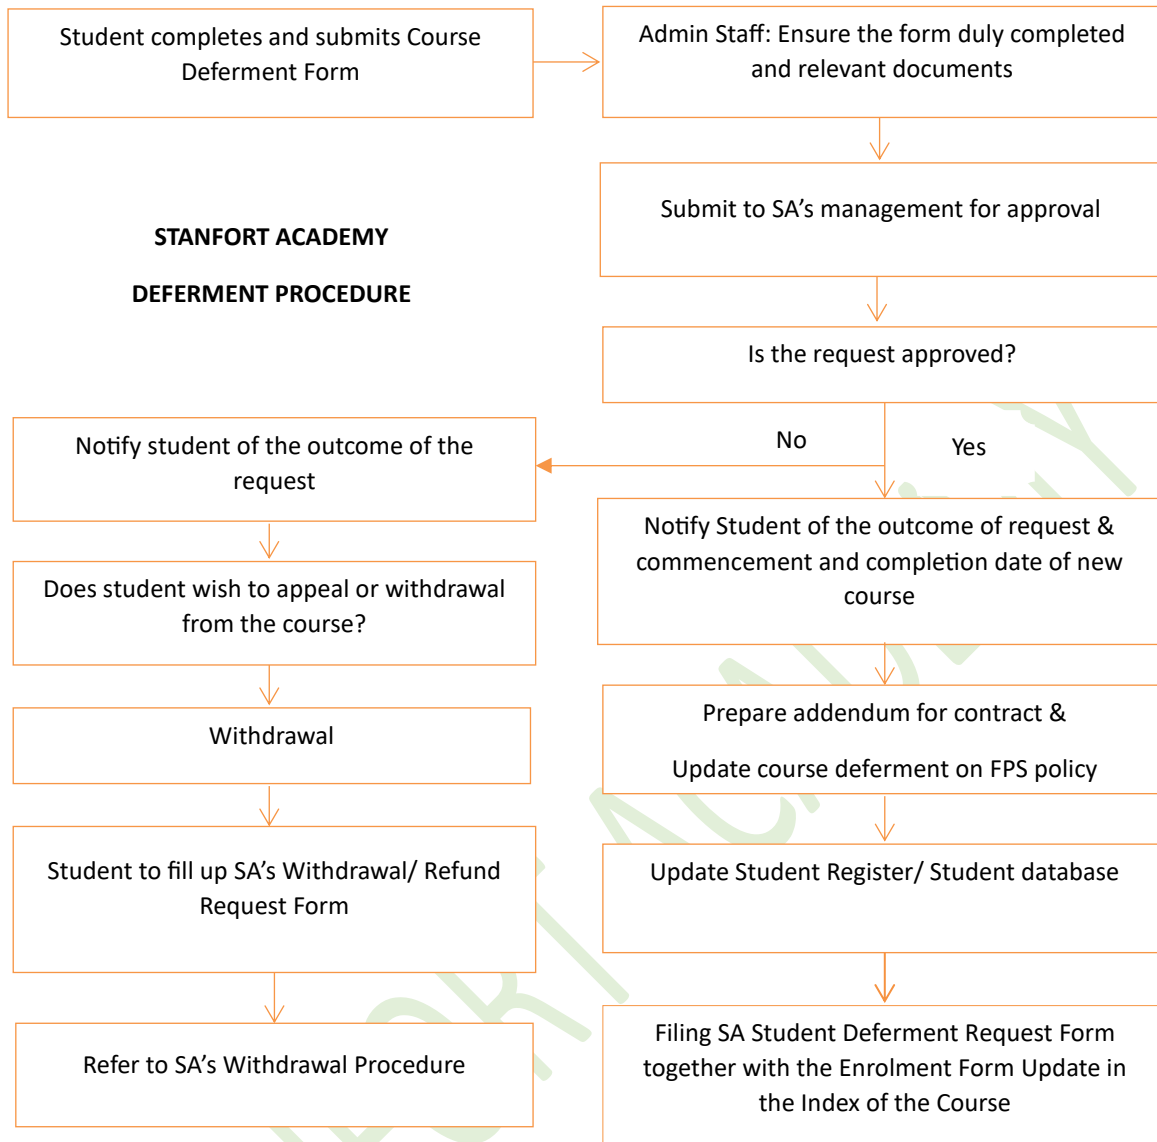 Student completes and submits Course
Deferment Form
Admin Staff: Ensure the form duly completed
and relevant documents
Submit to SA's management for approval
STANFORT ACADEMY
DEFERMENT PROCEDURE
Is the request approved?
No
Yes
Notify student of the outcome of the
request
Does student wish to appeal or withdrawal
from the course?
Withdrawal
Student to fill up SA's Withdrawal/ Refund
Request Form
Refer to SA's Withdrawal Procedure
Notify Student of the outcome of request &
commencement and completion date of new
course
Prepare addendum for contract &
Update course deferment on FPS policy
Update Student Register/ Student database
Filing SA Student Deferment Request Form
together with the Enrolment Form Update in
the Index of the Course